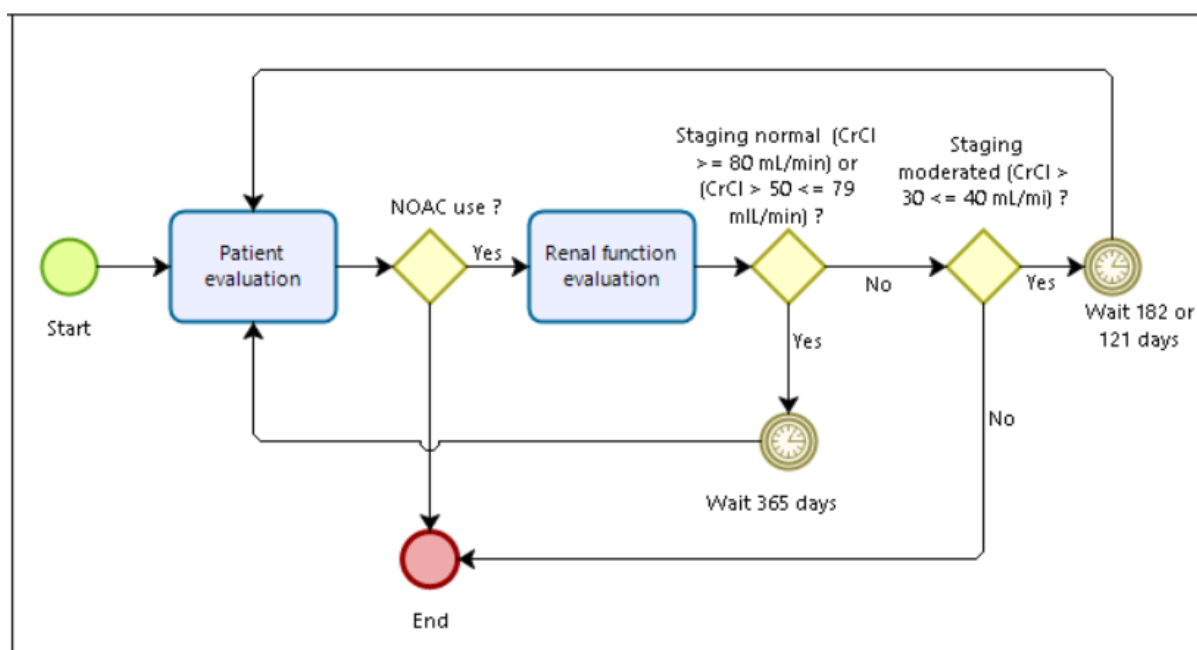 Start
Patient
evaluation
NOAC use ?
Yes
Renal function
evaluation
Staging normal (CrCl
>= 80 mL/min) or
(CrCl > 50 <= 79
mlL/min) ?
No
Yes
Wait 365 days
Staging
moderated (CrCl >
30 <= 40 mL/mi) ?
Yes
Wait 182 or
121 days
No
End